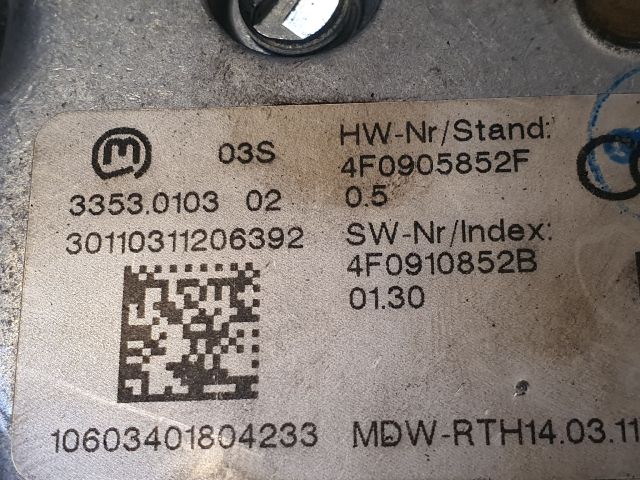 m 03S
3353.0103 02
30110311206392
10603401804233
HW-Nr/Stand:
4F0905852F
0.5
SW-Nr/Index:
4F0910852B
01.30
MDW-RTH14.03.11